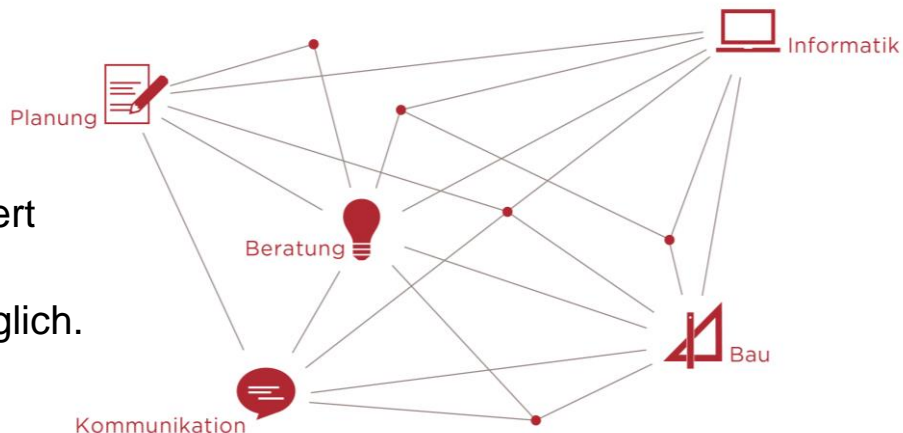 Informatik
Planung
ert
Beratung
glich.
Bau
Kommunikation